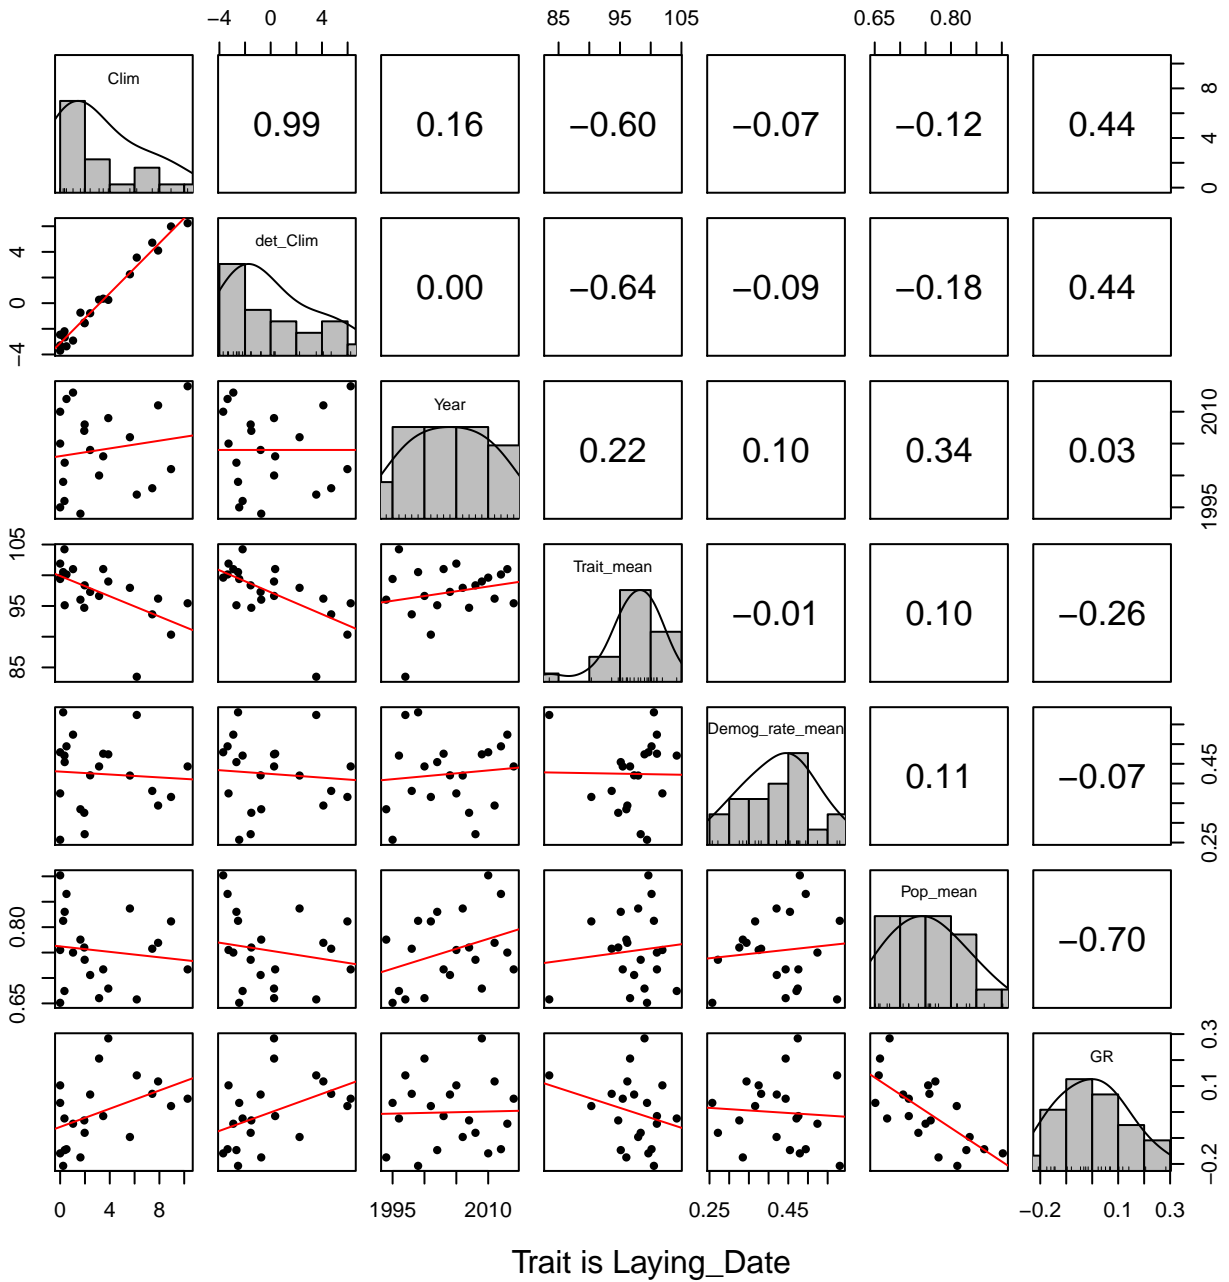 −4 0 4 85 95 105 0.65 0.80
Clim 0.99 0.16 −0.60 −0.07 −0.12 0.44
0 4 8
det_Clim 0.00 −0.64 −0.09 −0.18 0.44
−4 0 4
Year 0.22 0.10 0.34 0.03
1995 2010
Trait_mean −0.01 0.10 −0.26
85 95 105
Demog_rate_mean 0.11 −0.07
0.25 0.45
Pop_mean −0.70
0.65 0.80
GR
−0.2 0.1 0.3
0 4 8 1995 2010 0.25 0.45 −0.2 0.1 0.3
Trait is Laying_Date